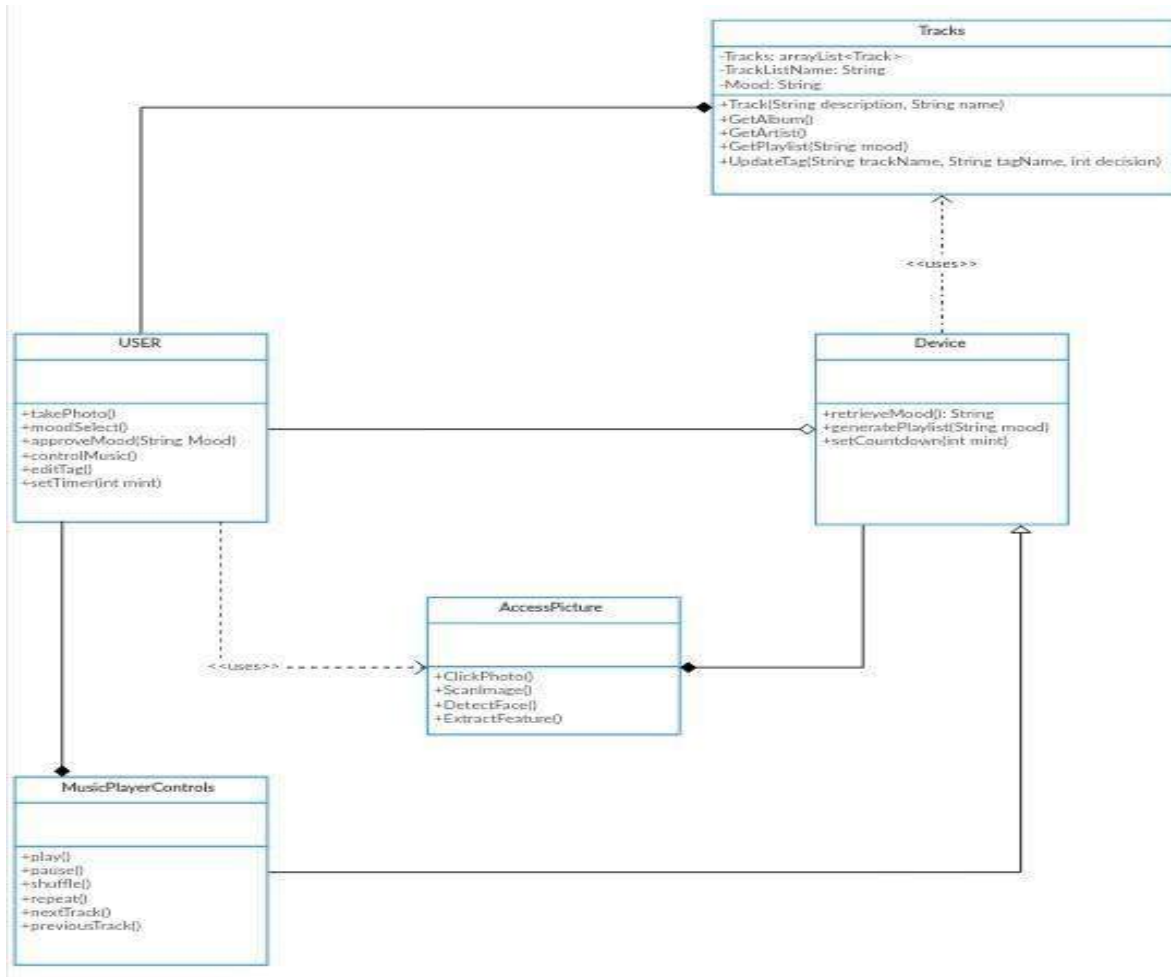 Tracks
-Tracks: arrayList<Track>
-TrackListName: String
-Mood: String
+Track(String description, String name)
+GetAlbum()
+GetArtist()
+GetPlaylist(String mood)
+UpdateTag(String trackName, String tagName, int decision)
<<uses>>
USER
+takePhoto()
+moodSelect()
+approveMood(String Mood)
+controlMusic()
+editTag()
+setTimer(int mint)
Device
+retrieveMood(): String
+generatePlaylist(String mood)
+setCountdown(int mint)
AccessPicture
+ClickPhoto()
+ScanImage()
+DetectFace()
+ExtractFeature()
<<uses>>
MusicPlayerControls
+play()
+pause()
+shuffle()
+repeat()
+nextTrack()
+previousTrack()